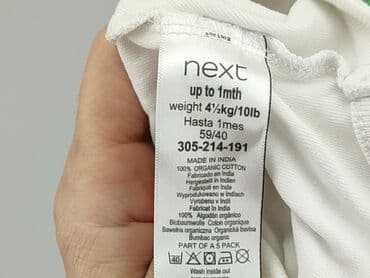 next
up to 1mth
weight 4½kg/10lb
Hasta 1mes
59/40
305-214-191
MADE IN INDIA
100% ORGANIC COTTON
Fabricado en India
Hergestellt in Indien
Fabriqué en Inde
Wyprodukowano w Indiach
Vyrobeno v Indii
Fabricat în India
100% Algodón orgánico
Biobaumwolle Coton organique
Bawełna organiczna Organická bavlna
Bumbac organic
PART OF A 5 PACK
40
Wash inside out